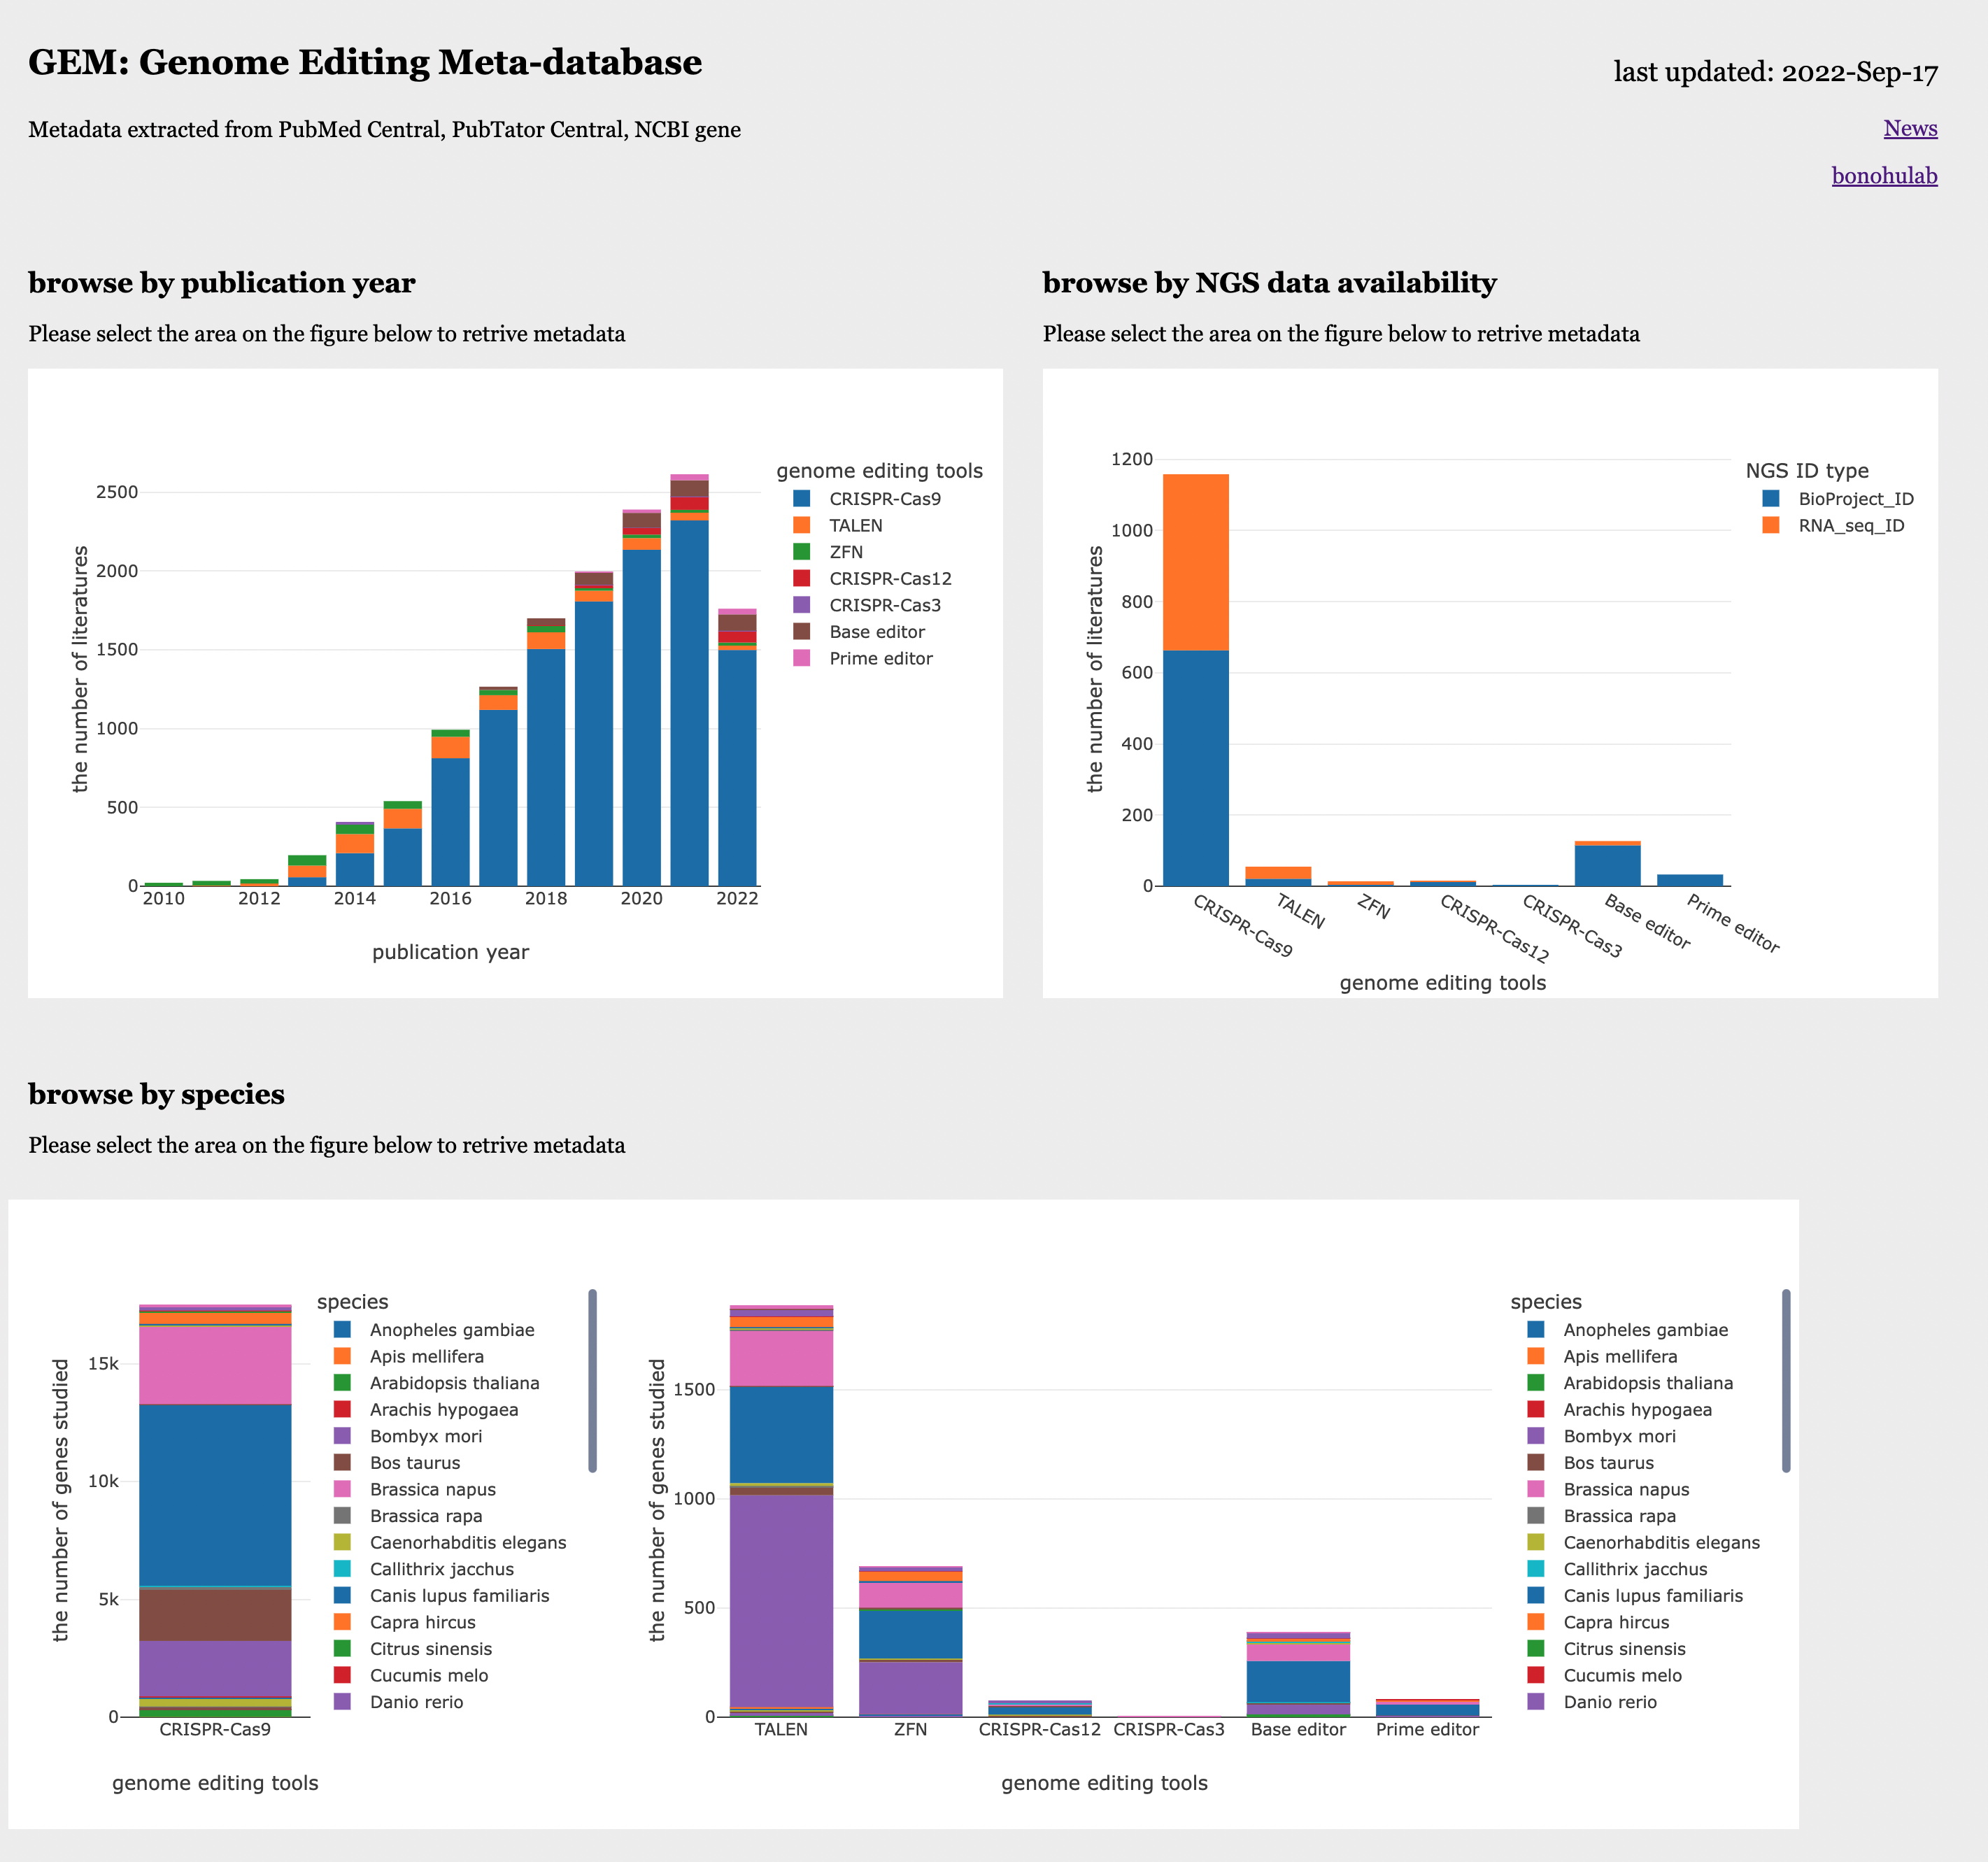 GEM: Genome Editing Meta-database
last updated: 2022-Sep-17
Metadata extracted from PubMed Central, PubTator Central, NCBI gene
News
bonohulab
browse by publication year
Please select the area on the figure below to retrive metadata
the number of literatures
2500
2000
1500
1000
500
0
2010
2012
2014
2016
2018
2020
2022
publication year
genome editing tools
CRISPR-Cas9
TALEN
ZFN
CRISPR-Cas12
CRISPR-Cas3
Base editor
Prime editor
browse by NGS data availability
Please select the area on the figure below to retrive metadata
the number of literatures
1200
1000
800
600
400
200
0
CRISPR-Cas9
TALEN
ZFN
CRISPR-Cas12
CRISPR-Cas3
Base editor
Prime editor
genome editing tools
NGS ID type
BioProject_ID
RNA_seq_ID
browse by species
Please select the area on the figure below to retrive metadata
the number of genes studied
15k
10k
5k
0
CRISPR-Cas9
genome editing tools
species
Anopheles gambiae
Apis mellifera
Arabidopsis thaliana
Arachis hypogaea
Bombyx mori
Bos taurus
Brassica napus
Brassica rapa
Caenorhabditis elegans
Callithrix jacchus
Canis lupus familiaris
Capra hircus
Citrus sinensis
Cucumis melo
Danio rerio
the number of genes studied
1500
1000
500
0
TALEN
ZFN
CRISPR-Cas12
CRISPR-Cas3
Base editor
Prime editor
genome editing tools
species
Anopheles gambiae
Apis mellifera
Arabidopsis thaliana
Arachis hypogaea
Bombyx mori
Bos taurus
Brassica napus
Brassica rapa
Caenorhabditis elegans
Callithrix jacchus
Canis lupus familiaris
Capra hircus
Citrus sinensis
Cucumis melo
Danio rerio